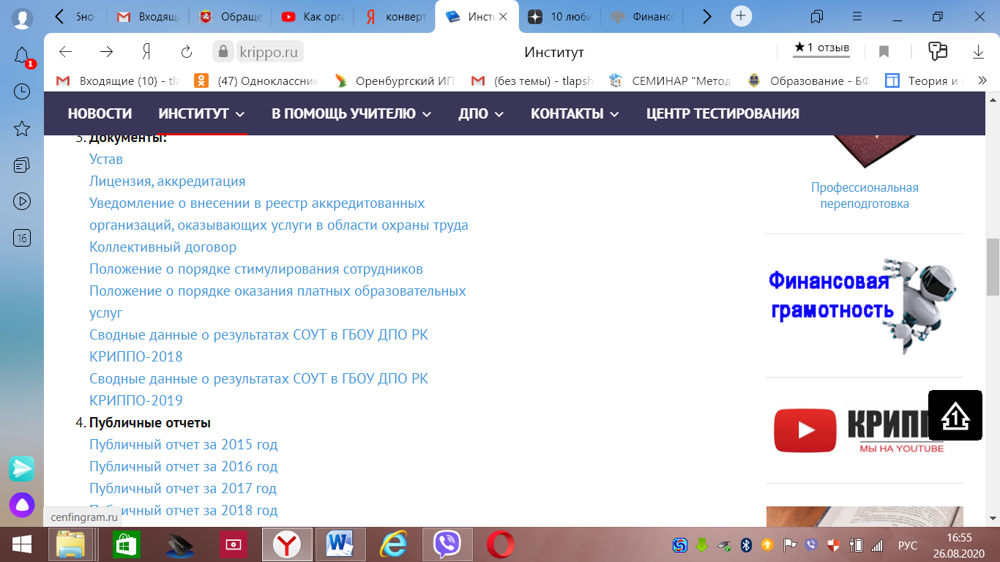 бно-
Входящи
Обраще
Как орга
конверт
Инсти
10 люби
Финансо
1
Я
krippo.ru
Институт
★ 1 отзыв
Входящие (10) - tla
(47) Одноклассник
Оренбургский ИП
(без темы) - tlapsh
СЕМИНАР "Метод
Образование - БФ
Теория и
НОВОСТИ
ИНСТИТУТ
В ПОМОЩЬ УЧИТЕЛЮ
ДПО
КОНТАКТЫ
ЦЕНТР ТЕСТИРОВАНИЯ
3. Документы:
Устав
Лицензия, аккредитация
Уведомление о внесении в реестр аккредитованных
организаций, оказывающих услуги в области охраны труда
Коллективный договор
Положение о порядке стимулирования сотрудников
Положение о порядке оказания платных образовательных
услуг
Сводные данные о результатах СОУТ в ГБОУ ДПО РК
КРИППО-2018
Сводные данные о результатах СОУТ в ГБОУ ДПО РК
КРИППО-2019
4. Публичные отчеты
Публичный отчет за 2015 год
Публичный отчет за 2016 год
Публичный отчет за 2017 год
Публичный отчет за 2018 год
Профессиональная
переподготовка
Финансовая
грамотность
КРИПП
МЫ НА YOUTUBE
1
16
cenfingram.ru
РУС
16:55
26.08.2020